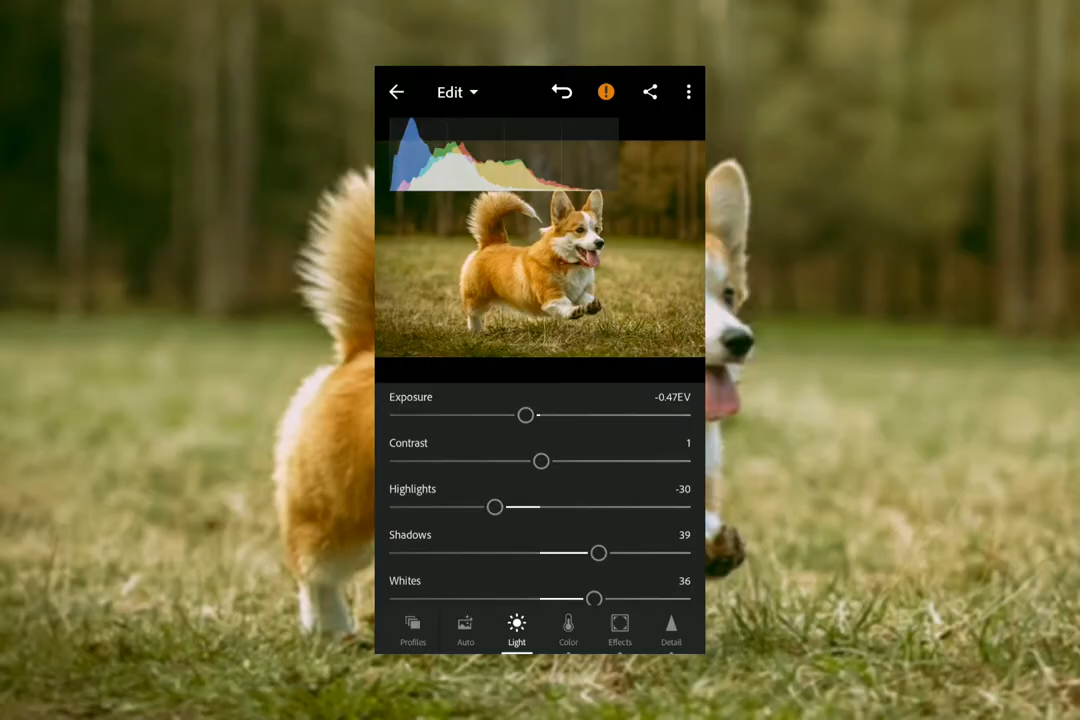 Edit
Exposure -0.47EV
Contrast 1
Highlights -30
Shadows 39
Whites 36
Profiles Auto Light Color Effects Detail